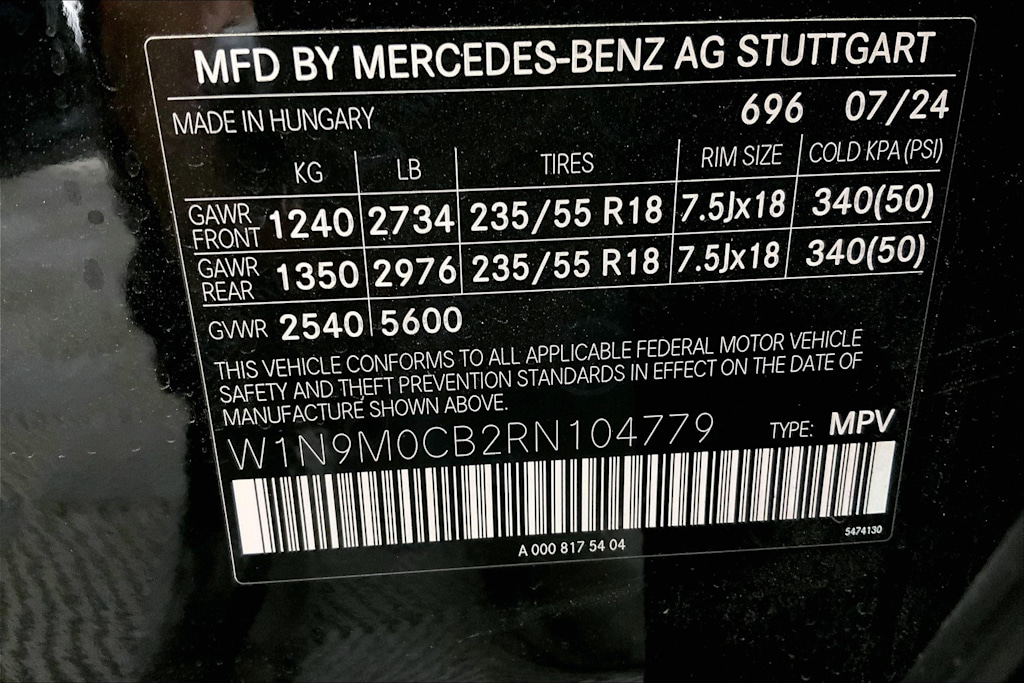 MFD BY MERCEDES-BENZ AG STUTTGART
MADE IN HUNGARY 696 07/24
KG LB TIRES RIM SIZE COLD KPA (PSI)
GAWR FRONT 1240 2734 235/55 R18 7.5Jx18 340(50)
GAWR REAR 1350 2976 235/55 R18 7.5Jx18 340(50)
GVWR 2540 5600
THIS VEHICLE CONFORMS TO ALL APPLICABLE FEDERAL MOTOR VEHICLE
SAFETY AND THEFT PREVENTION STANDARDS IN EFFECT ON THE DATE OF
MANUFACTURE SHOWN ABOVE.
W1N9M0CB2RN104779 TYPE: MPV
A 000 817 54 04 5474130